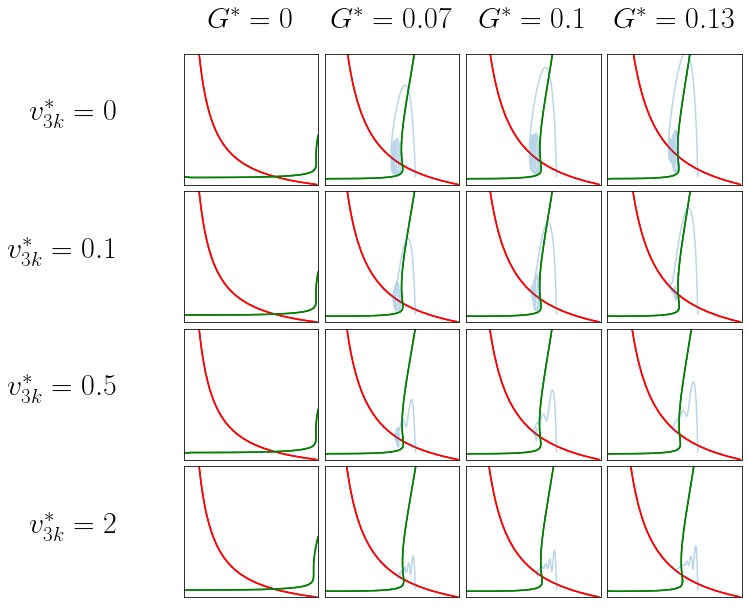 G* = 0 G* = 0.07 G* = 0.1 G* = 0.13
v*3k = 0
v*3k = 0.1
v*3k = 0.5
v*3k = 2